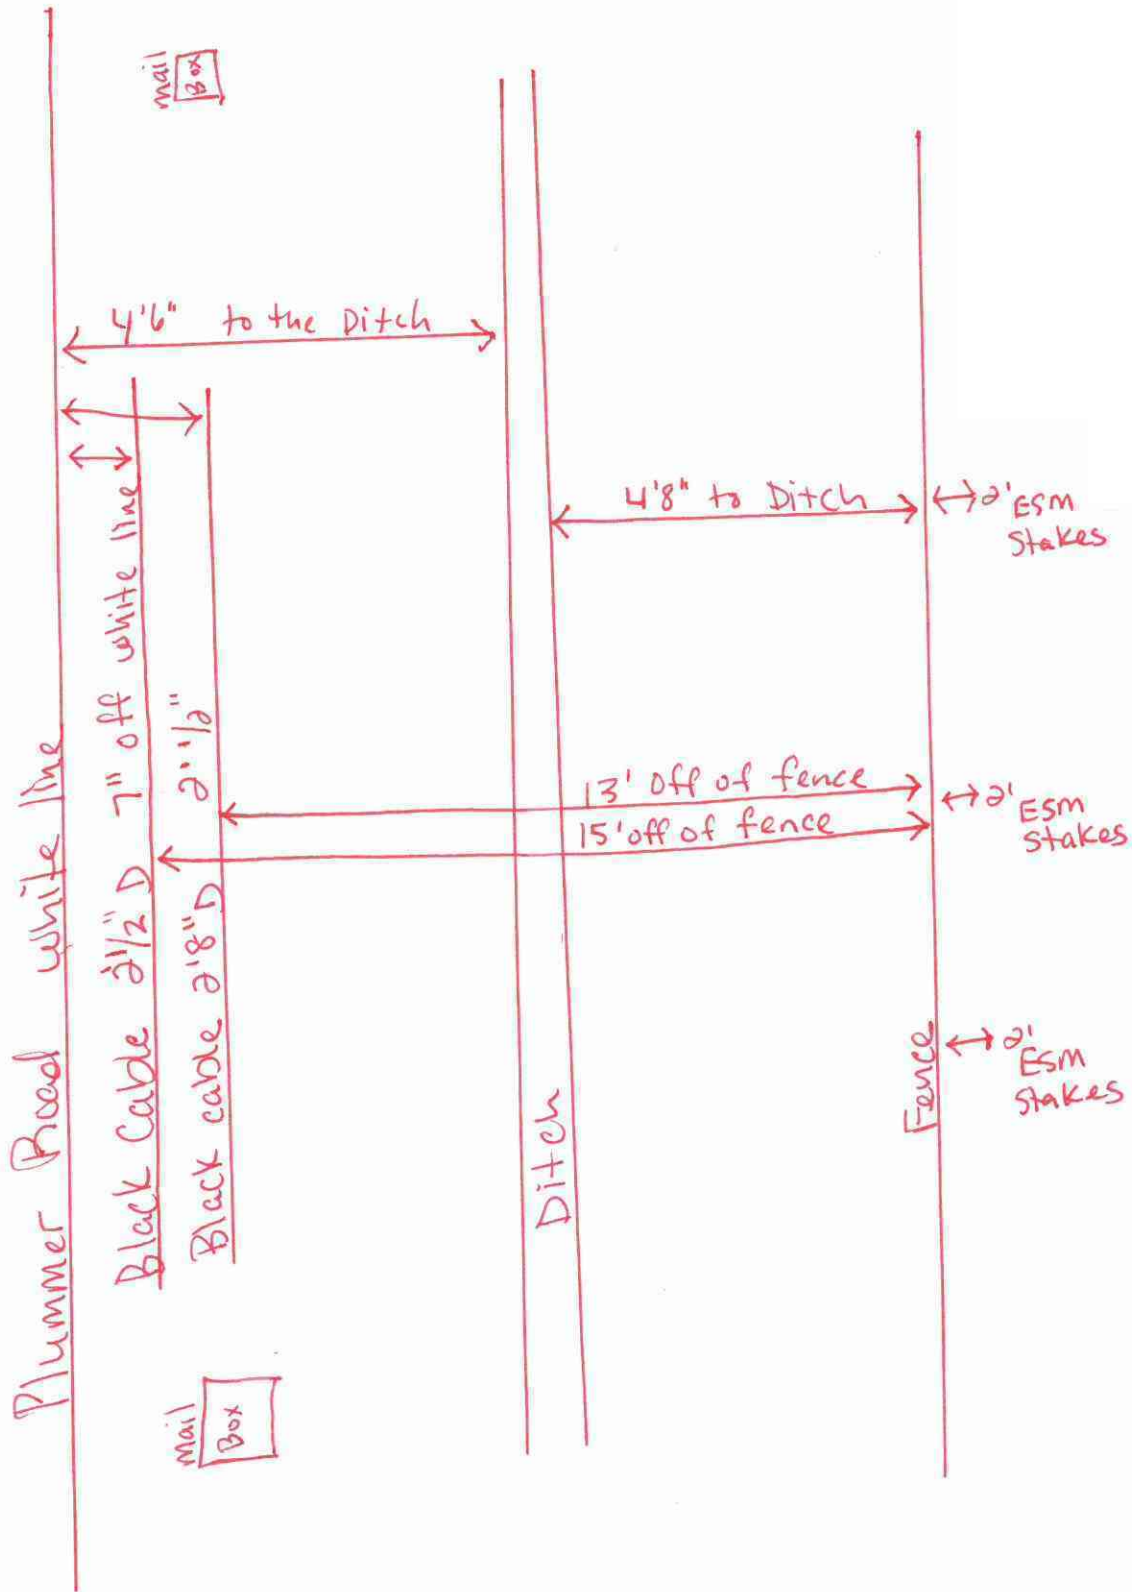 Plummer Road white line
mail
Box
mail
Box
4'6" to the Ditch
Black Cable 2'1/2" D 7" off white line
Black cable 2'8" D 2'1/2"
Ditch
4'8" to Ditch
13' off of fence
15' off of fence
Fence
2'
ESM
Stakes
2'
ESM
Stakes
2'
ESM
Stakes